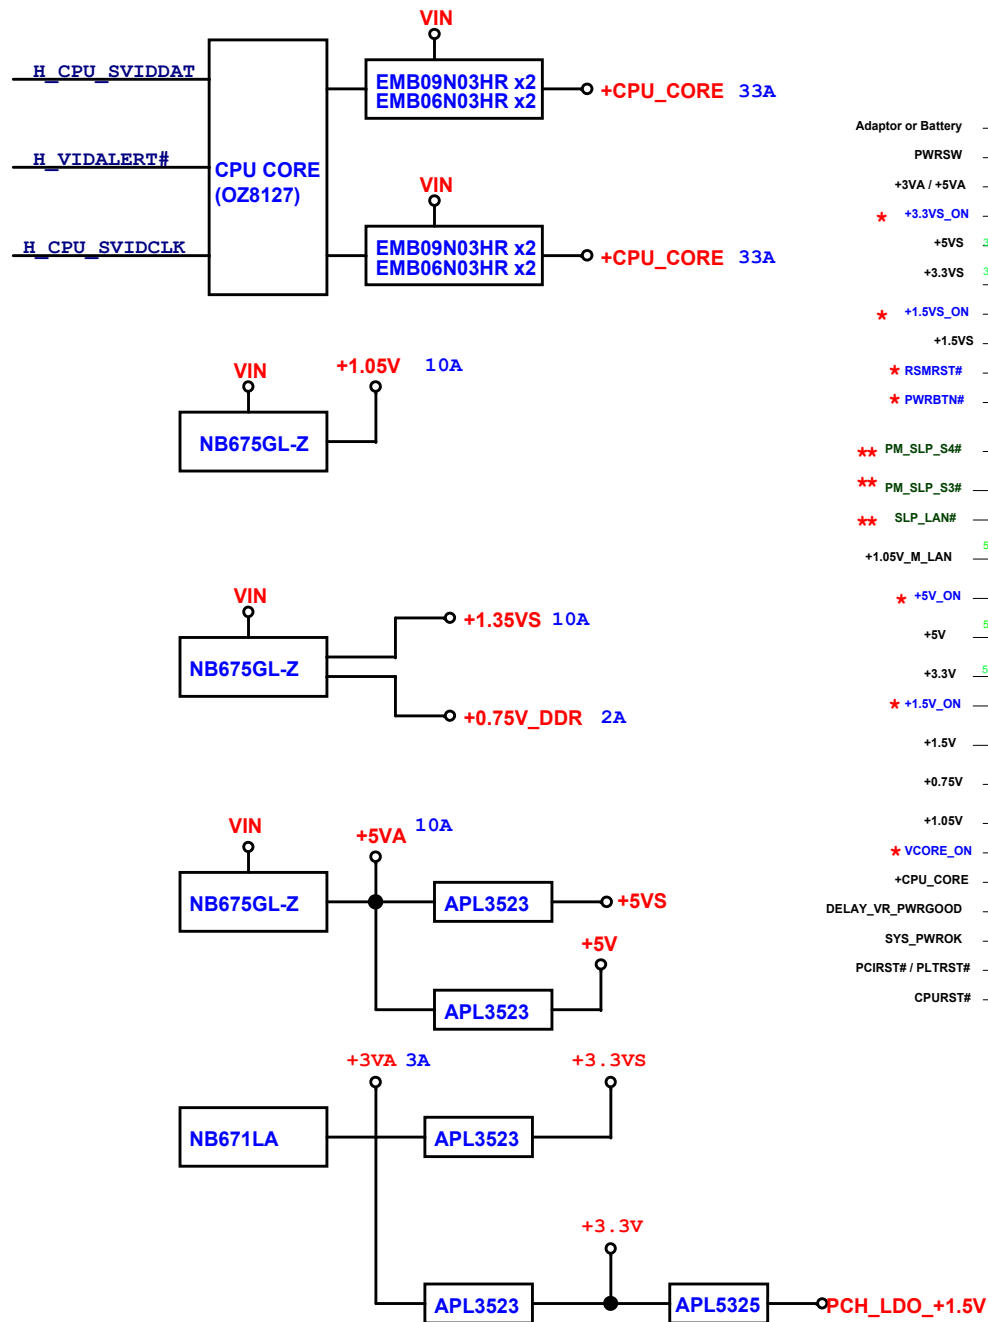 VIN
H_CPU_SVIDDAT
EMB09N03HR x2
EMB06N03HR x2
+CPU_CORE 33A
H_VIDALERT#
CPU CORE
(OZ8127)
VIN
H_CPU_SVIDCLK
EMB09N03HR x2
EMB06N03HR x2
+CPU_CORE 33A
VIN
+1.05V 10A
NB675GL-Z
VIN
+1.35VS 10A
NB675GL-Z
+0.75V_DDR 2A
VIN
+5VA 10A
NB675GL-Z
APL3523
+5VS
+5V
APL3523
+3VA 3A
+3.3VS
NB671LA
APL3523
+3.3V
APL3523
APL5325
PCH_LDO_+1.5V
Adaptor or Battery
PWRSW
+3VA / +5VA
* +3.3VS_ON
+5VS 3
+3.3VS 3
* +1.5VS_ON
+1.5VS
* RSMRST#
* PWRBTN#
** PM_SLP_S4#
** PM_SLP_S3#
** SLP_LAN#
+1.05V_M_LAN 5
* +5V_ON
+5V 5
+3.3V 5
* +1.5V_ON
+1.5V
+0.75V
+1.05V
* VCORE_ON
+CPU_CORE
DELAY_VR_PWRGOOD
SYS_PWROK
PCIRST# / PLTRST#
CPURST#